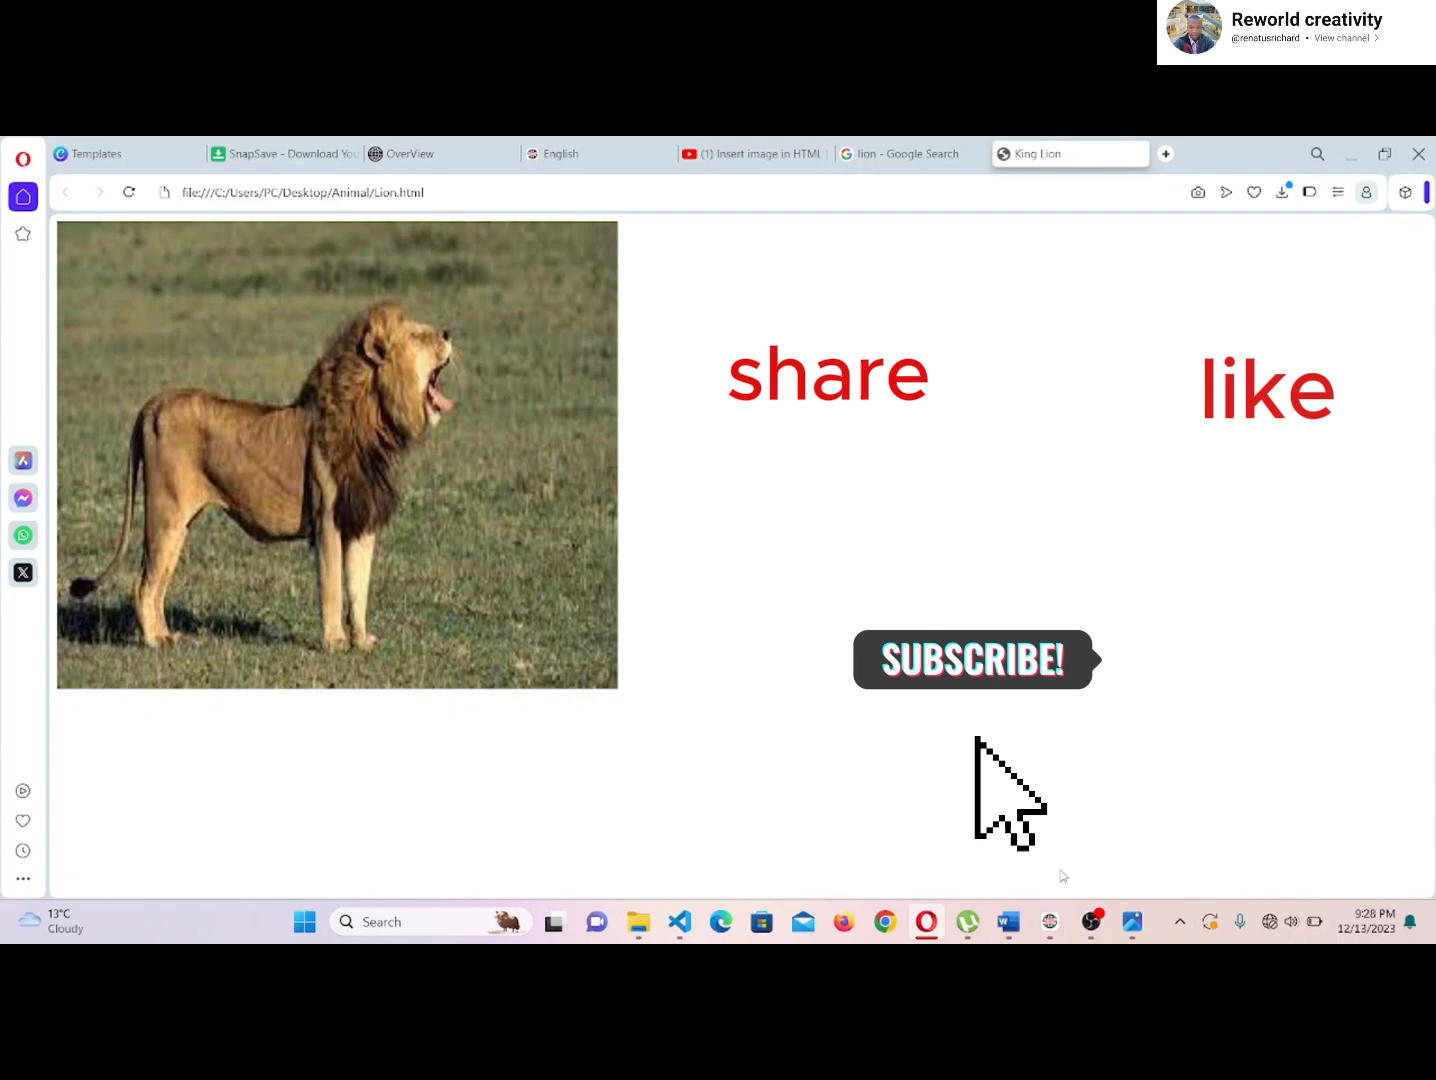 Reworld creativity
@renatusrichard • View channel >
Templates
SnapSave - Download You
OverView
English
(1) Insert image in HTML
lion - Google Search
King Lion
file:///C:/Users/PC/Desktop/Animal/Lion.html
share
like
SUBSCRIBE!
13°C
Cloudy
Search
9:28 PM
12/13/2023